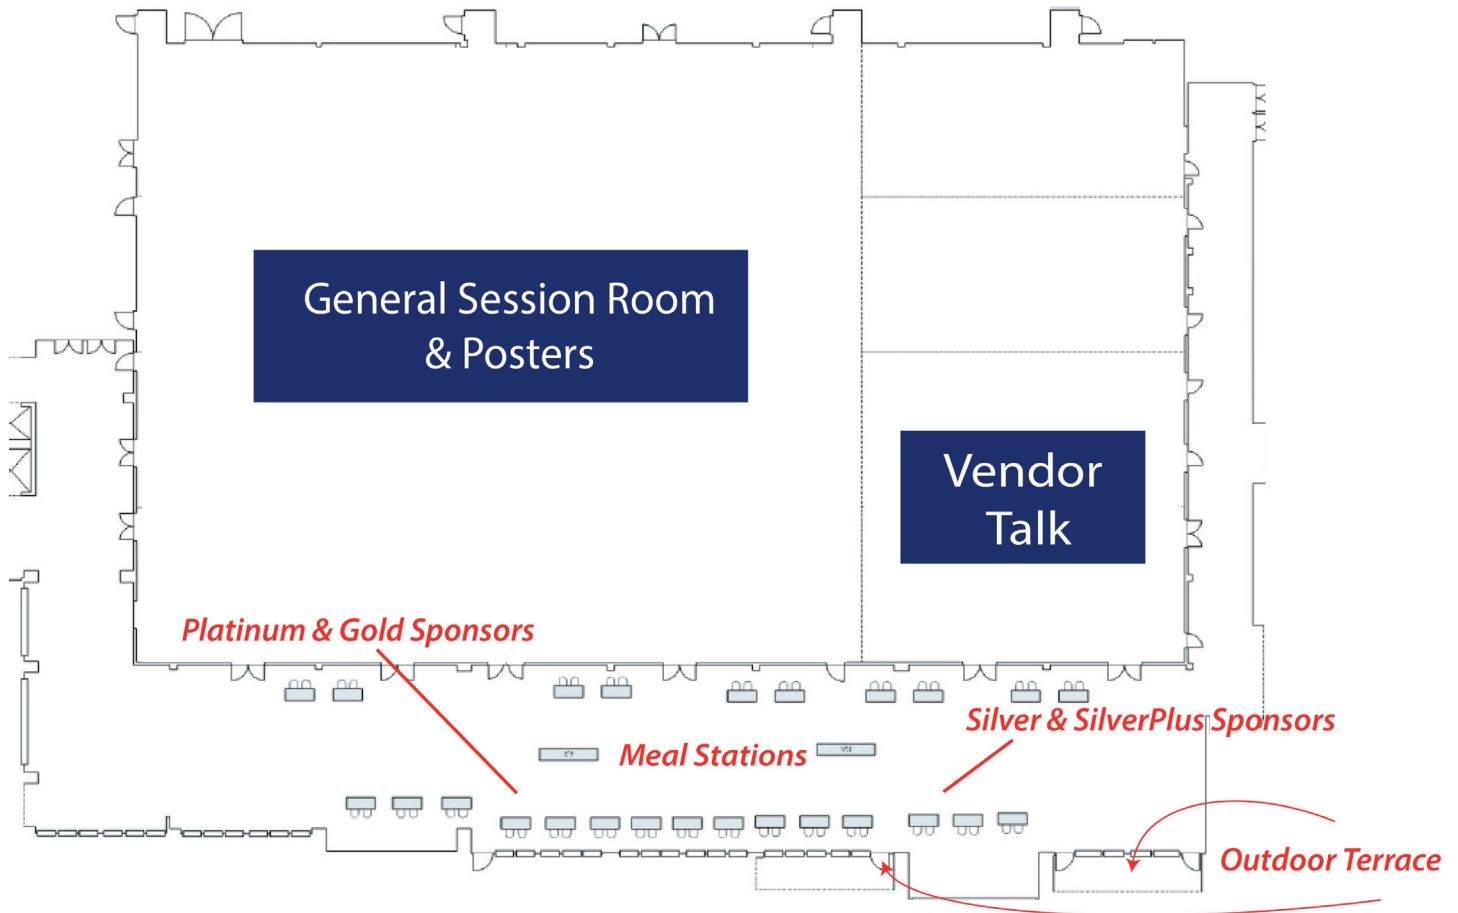 General Session Room
& Posters
Vendor
Talk
Platinum & Gold Sponsors
Silver & SilverPlus Sponsors
Meal Stations
Outdoor Terrace